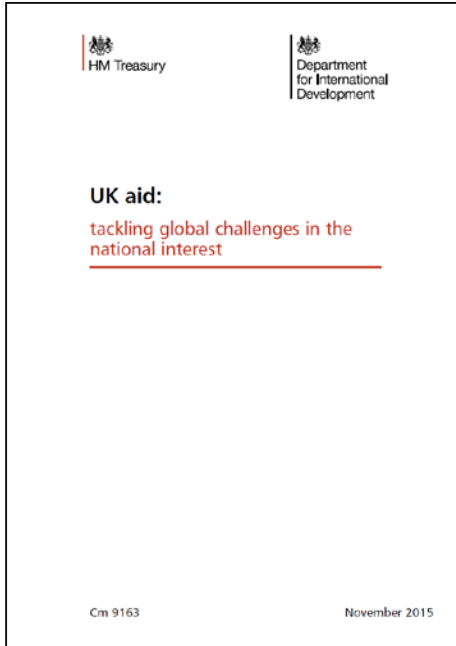 HM Treasury
Department
for International
Development
UK aid:
tackling global challenges in the
national interest
Cm 9163
November 2015